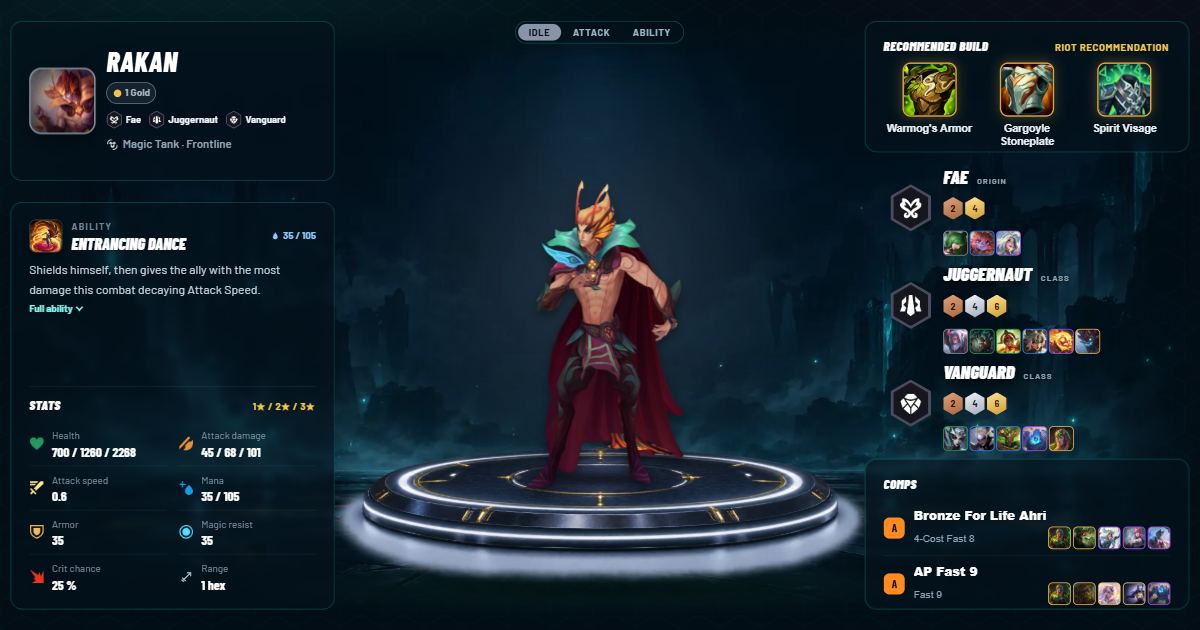 IDLE
ATTACK
ABILITY
RAKAN
1 Gold
Fae
Juggernaut
Vanguard
Magic Tank · Frontline
ABILITY
ENTRANCING DANCE
35 / 105
Shields himself, then gives the ally with the most
damage this combat decaying Attack Speed.
Full ability
STATS
1★ / 2★ / 3★
Health
700 / 1260 / 2268
Attack damage
45 / 68 / 101
Attack speed
0.6
Mana
35 / 105
Armor
35
Magic resist
35
Crit chance
25 %
Range
1 hex
RECOMMENDED BUILD
RIOT RECOMMENDATION
Warmog's Armor
Gargoyle
Stoneplate
Spirit Visage
FAE ORIGIN
2 4
JUGGERNAUT CLASS
2 4 6
VANGUARD CLASS
2 4 6
COMPS
A
Bronze For Life Ahri
4-Cost Fast 8
A
AP Fast 9
Fast 9